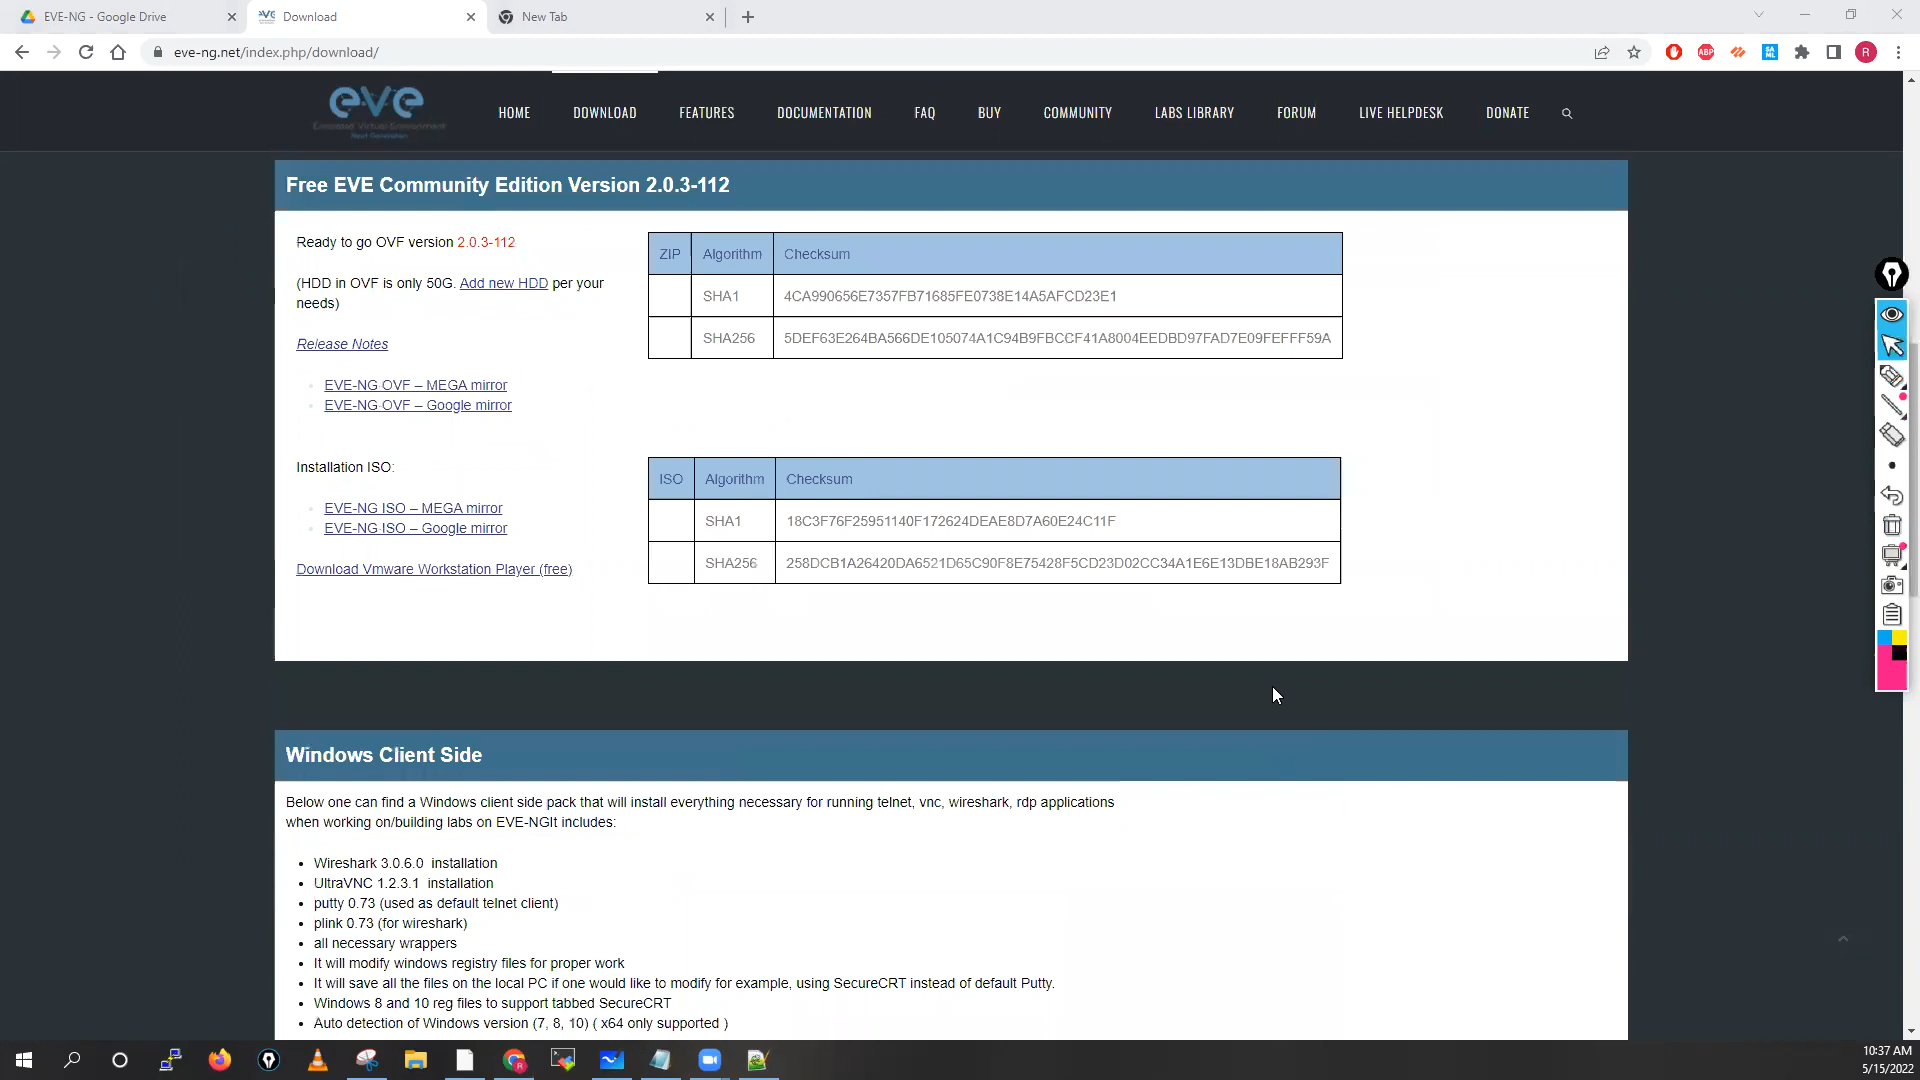 EVE-NG - Google Drive
Download
New Tab
eve-ng.net/index.php/download/
ABP
R
eve
HOME
DOWNLOAD
FEATURES
DOCUMENTATION
FAQ
BUY
COMMUNITY
LABS LIBRARY
FORUM
LIVE HELPDESK
DONATE
Free EVE Community Edition Version 2.0.3-112
Ready to go OVF version 2.0.3-112
(HDD in OVF is only 50G. Add new HDD per your
needs)
Release Notes
EVE-NG OVF – MEGA mirror
EVE-NG OVF – Google mirror
ZIP Algorithm Checksum
SHA1 4CA990656E7357FB71685FE0738E14A5AFCD23E1
SHA256 5DEF63E264BA566DE105074A1C94B9FBCCF41A8004EEDBD97FAD7E09FEFFF59A
Installation ISO:
EVE-NG ISO – MEGA mirror
EVE-NG ISO – Google mirror
Download Vmware Workstation Player (free)
ISO Algorithm Checksum
SHA1 18C3F76F25951140F172624DEAE8D7A60E24C11F
SHA256 258DCB1A26420DA6521D65C90F8E75428F5CD23D02CC34A1E6E13DBE18AB293F
Windows Client Side
Below one can find a Windows client side pack that will install everything necessary for running telnet, vnc, wireshark, rdp applications
when working on/building labs on EVE-NGIt includes:
Wireshark 3.0.6.0 installation
UltraVNC 1.2.3.1 installation
putty 0.73 (used as default telnet client)
plink 0.73 (for wireshark)
all necessary wrappers
It will modify windows registry files for proper work
It will save all the files on the local PC if one would like to modify for example, using SecureCRT instead of default Putty.
Windows 8 and 10 reg files to support tabbed SecureCRT
Auto detection of Windows version (7, 8, 10) ( x64 only supported )
10:37 AM
5/15/2022